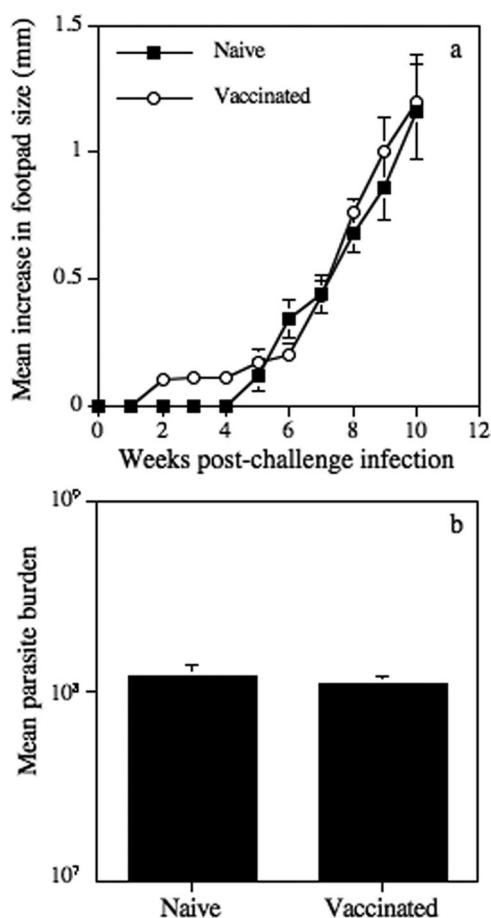 1.5
a
Naive
Vaccinated
1
0.5
0
Mean increase in footpad size (mm)
0 2 4 6 8 10 12
Weeks post-challenge infection
10⁹
b
10⁸
10⁷
Mean parasite burden
Naive Vaccinated